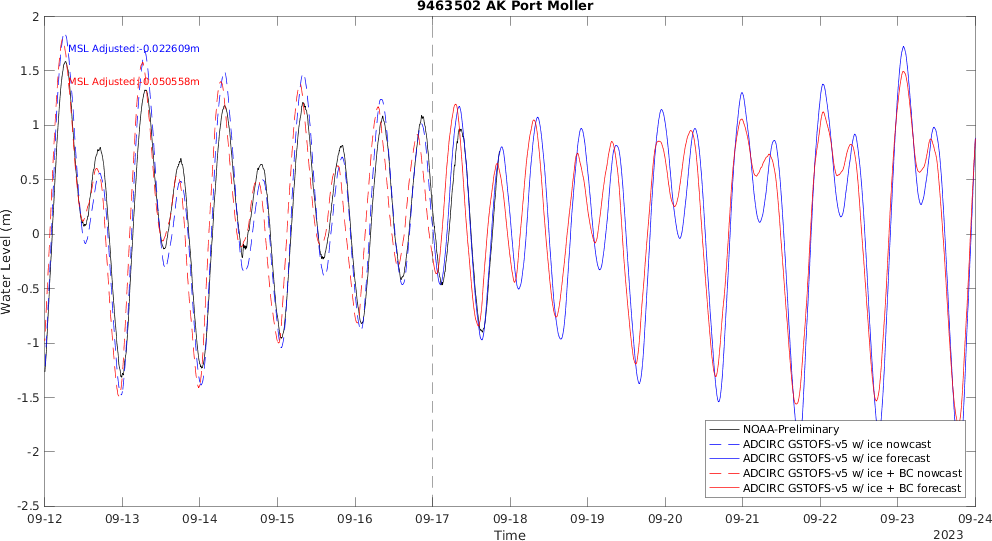 9463502 AK Port Moller
MSL Adjusted:-0.022609m
MSL Adjusted:-0.050558m
Water Level (m)
2
1.5
1
0.5
0
-0.5
-1
-1.5
-2
-2.5
NOAA-Preliminary
ADCIRC GSTOFS-v5 w/ ice nowcast
ADCIRC GSTOFS-v5 w/ ice forecast
ADCIRC GSTOFS-v5 w/ ice + BC nowcast
ADCIRC GSTOFS-v5 w/ ice + BC forecast
09-12 09-13 09-14 09-15 09-16 09-17 09-18 09-19 09-20 09-21 09-22 09-23 09-24
Time
2023